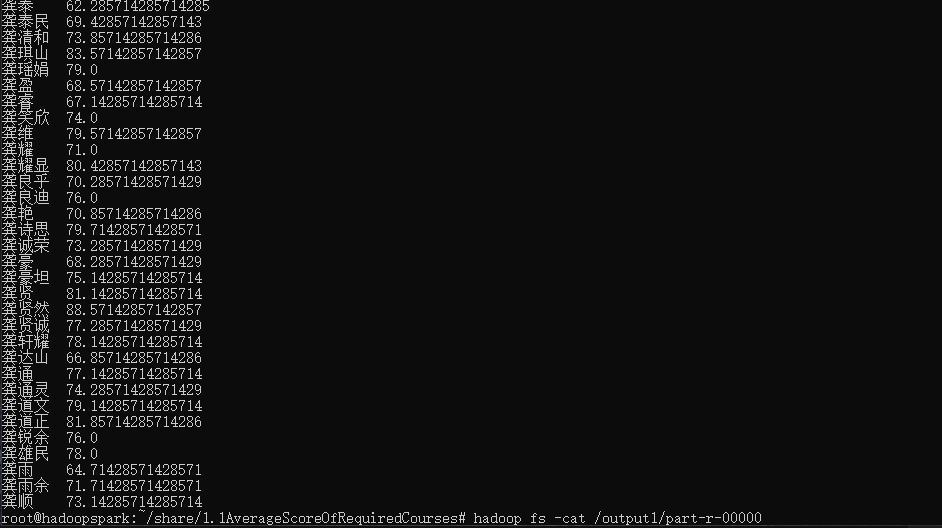 龚泰 62.285714285714285
龚泰民 69.42857142857143
龚清和 73.85714285714286
龚琪山 83.57142857142857
龚瑶娟 79.0
龚盈 68.57142857142857
龚睿 67.14285714285714
龚笑欣 74.0
龚维 79.57142857142857
龚耀 71.0
龚耀显 80.42857142857143
龚良乎 70.28571428571429
龚良迪 76.0
龚艳 70.85714285714286
龚诗思 79.71428571428571
龚诚荣 73.28571428571429
龚豪 68.28571428571429
龚豪坦 75.14285714285714
龚贤 81.14285714285714
龚贤然 88.57142857142857
龚贤诚 77.28571428571429
龚轩耀 78.14285714285714
龚达山 66.85714285714286
龚通 77.14285714285714
龚通灵 74.28571428571429
龚道文 79.14285714285714
龚道正 81.85714285714286
龚锐余 76.0
龚雄民 78.0
龚雨 64.71428571428571
龚雨余 71.71428571428571
龚顺 73.14285714285714
root@hadoopspark:~/share/1.1AverageScoreOfRequiredCourses# hadoop fs -cat /output1/part-r-00000